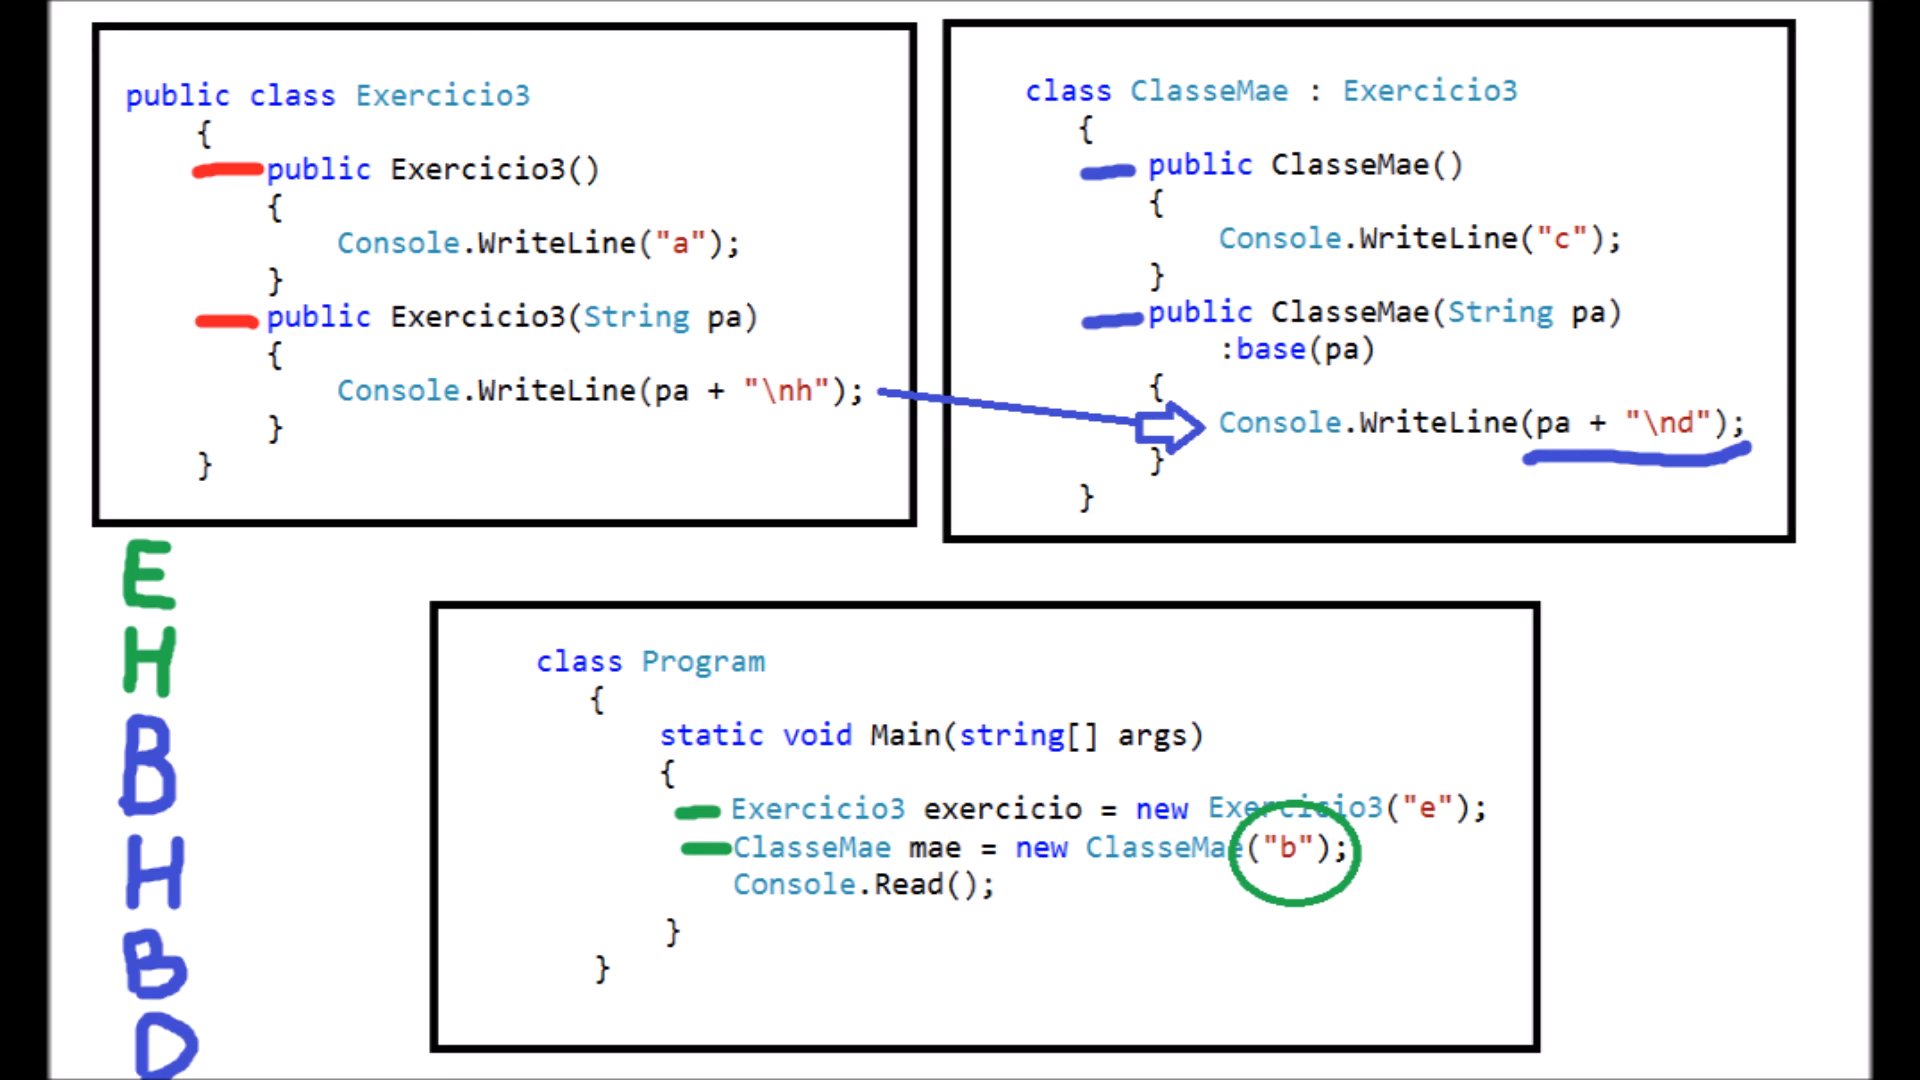 public class Exercicio3
{
public Exercicio3()
{
Console.WriteLine("a");
}
public Exercicio3(String pa)
{
Console.WriteLine(pa + "\nh");
}
}
class ClasseMae : Exercicio3
{
public ClasseMae()
{
Console.WriteLine("c");
}
public ClasseMae(String pa)
:base(pa)
{
Console.WriteLine(pa + "\nd");
}
}
E
H
B
H
B
D
class Program
{
static void Main(string[] args)
{
Exercicio3 exercicio = new Exercicio3("e");
ClasseMae mae = new ClasseMae("b");
Console.Read();
}
}